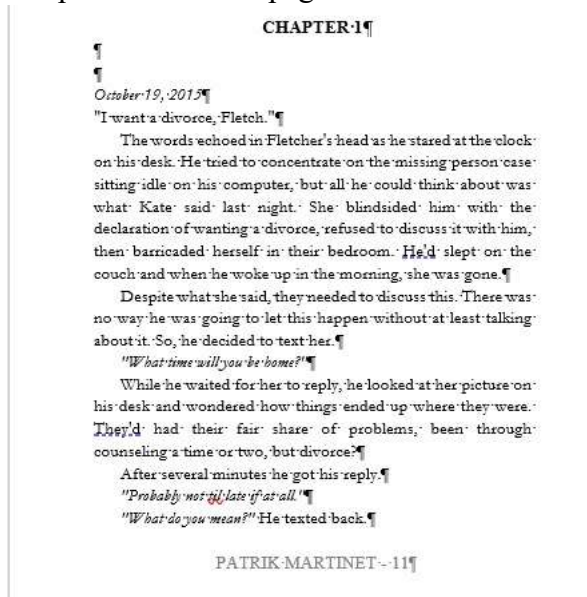 CHAPTER 1¶
¶
¶
October 19, 2015¶
"I want a divorce, Fletch."¶
The words echoed in Fletcher's head as he stared at the clock
on his desk. He tried to concentrate on the missing person case
sitting idle on his computer, but all he could think about was
what Kate said last night. She blindsided him with the
declaration of wanting a divorce, refused to discuss it with him,
then barricaded herself in their bedroom. He'd slept on the
couch and when he woke up in the morning, she was gone.¶
Despite what she said, they needed to discuss this. There was
no way he was going to let this happen without at least talking
about it. So, he decided to text her.¶
"What time will you be home?"¶
While he waited for her to reply, he looked at her picture on
his desk and wondered how things ended up where they were.
They'd had their fair share of problems, been through
counseling a time or two, but divorce?¶
After several minutes he got his reply.¶
"Probably not til late if at all."¶
"What do you mean?" He texted back.¶
PATRIK MARTINET - 11¶